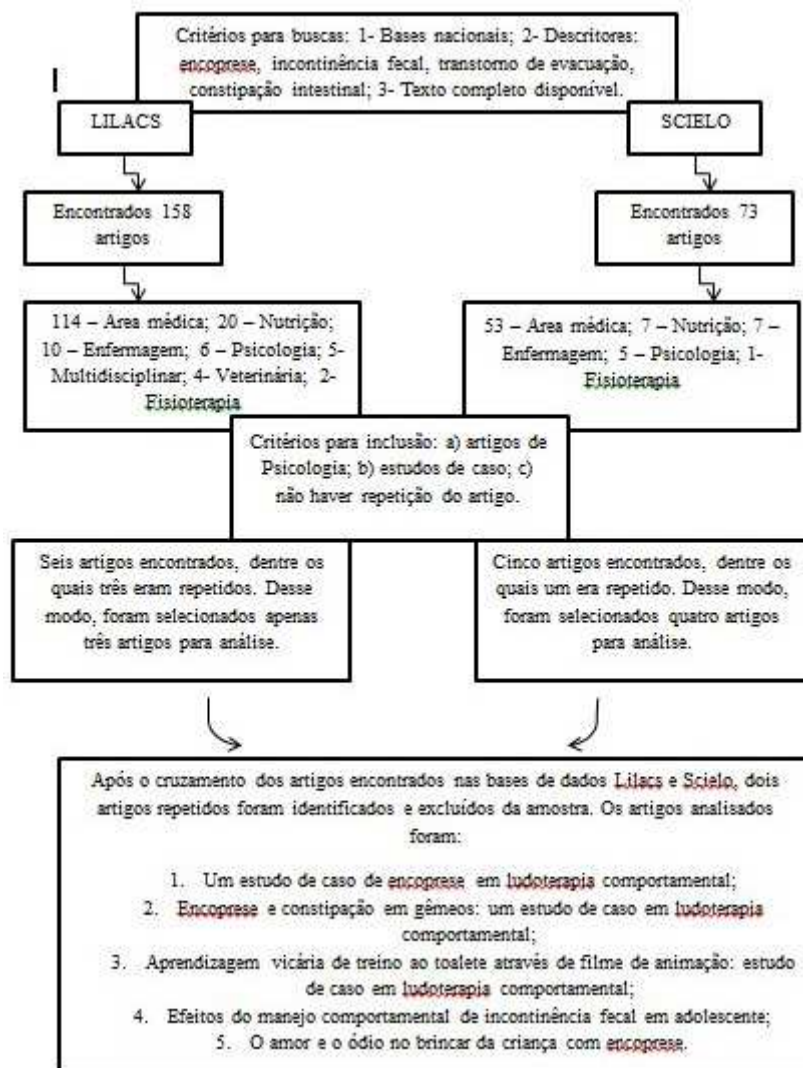 Critérios para buscas: 1- Bases nacionais; 2- Descritores:
encoprese, incontinência fecal, transtorno de evacuação,
constipação intestinal; 3- Texto completo disponível.
LILACS
SCIELO
Encontrados 158
artigos
Encontrados 73
artigos
114 – Area médica; 20 – Nutrição;
10 – Enfermagem; 6 – Psicologia; 5-
Multidisciplinar; 4- Veterinária; 2-
Fisioterapia
53 – Area médica; 7 – Nutrição; 7 –
Enfermagem; 5 – Psicologia; 1-
Fisioterapia
Critérios para inclusão: a) artigos de
Psicologia; b) estudos de caso; c)
não haver repetição do artigo.
Seis artigos encontrados, dentre os
quais três eram repetidos. Desse
modo, foram selecionados apenas
três artigos para análise.
Cinco artigos encontrados, dentre os
quais um era repetido. Desse modo,
foram selecionados quatro artigos
para análise.
Após o cruzamento dos artigos encontrados nas bases de dados Lilacs e Scielo, dois
artigos repetidos foram identificados e excluídos da amostra. Os artigos analisados
foram:
1. Um estudo de caso de encoprese em ludoterapia comportamental;
2. Encoprese e constipação em gêmeos: um estudo de caso em ludoterapia
comportamental;
3. Aprendizagem vicária de treino ao toalete através de filme de animação: estudo
de caso em ludoterapia comportamental;
4. Efeitos do manejo comportamental de incontinência fecal em adolescente;
5. O amor e o ódio no brincar da criança com encoprese.